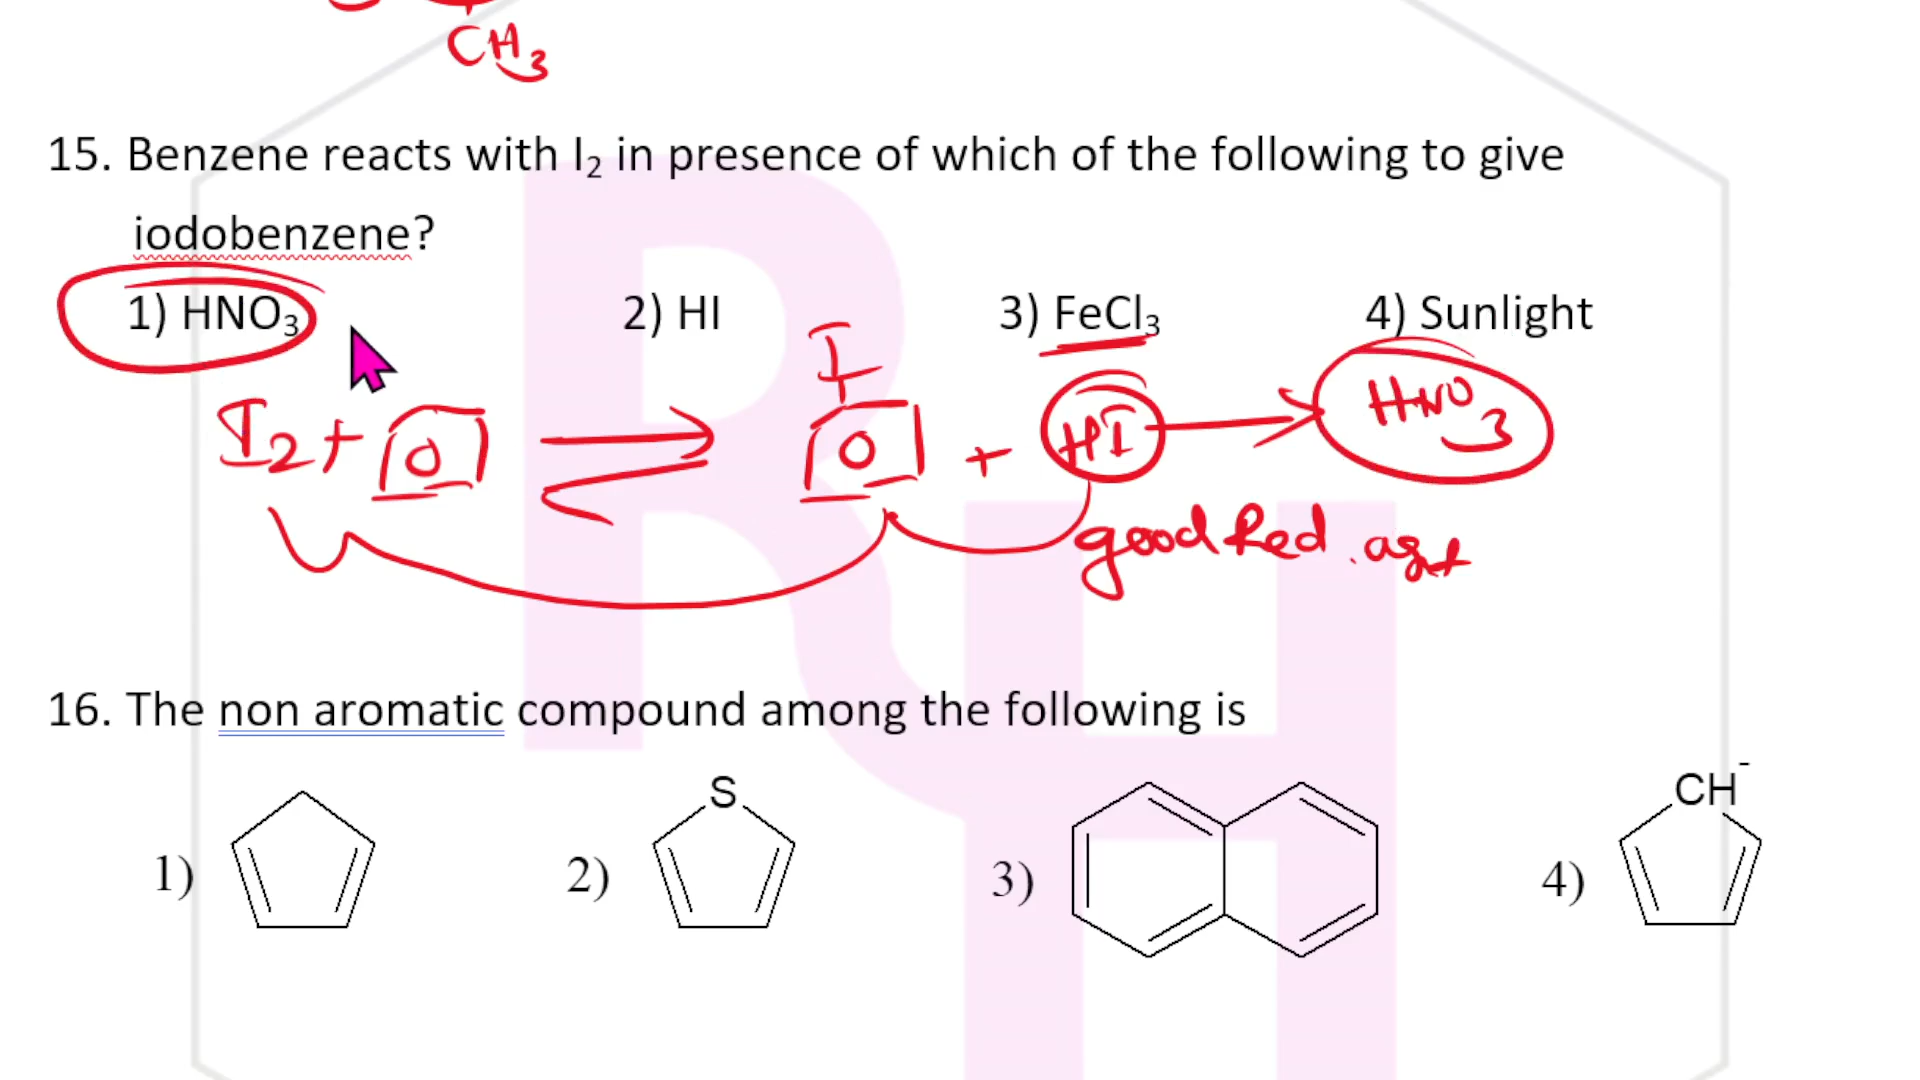 CH3
15. Benzene reacts with I2 in presence of which of the following to give
iodobenzene?
1) HNO3 2) HI 3) FeCl3 4) Sunlight
I
I2 + ⇌ + HI → HNO3
good Red. agt
16. The non aromatic compound among the following is
S CH-
1) 2) 3) 4)